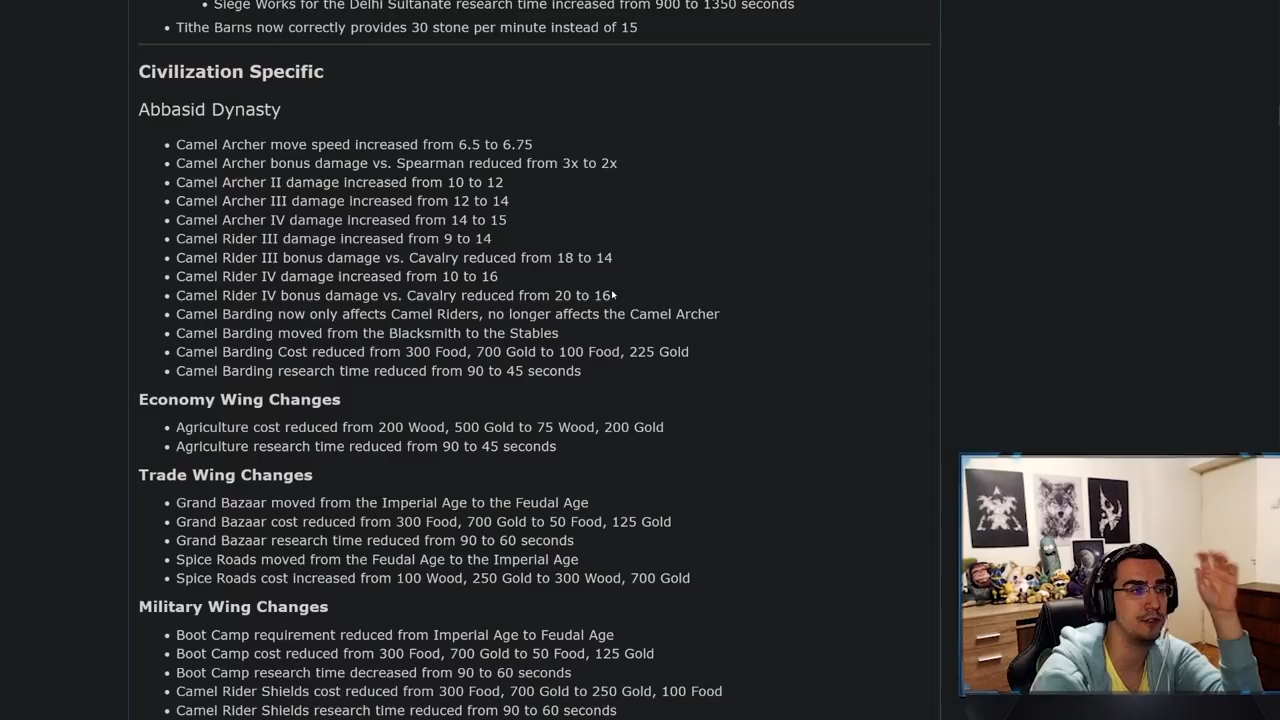 Siege Works for the Delhi Sultanate research time increased from 900 to 1350 seconds
Tithe Barns now correctly provides 30 stone per minute instead of 15
Civilization Specific
Abbasid Dynasty
Camel Archer move speed increased from 6.5 to 6.75
Camel Archer bonus damage vs. Spearman reduced from 3x to 2x
Camel Archer II damage increased from 10 to 12
Camel Archer III damage increased from 12 to 14
Camel Archer IV damage increased from 14 to 15
Camel Rider III damage increased from 9 to 14
Camel Rider III bonus damage vs. Cavalry reduced from 18 to 14
Camel Rider IV damage increased from 10 to 16
Camel Rider IV bonus damage vs. Cavalry reduced from 20 to 16
Camel Barding now only affects Camel Riders, no longer affects the Camel Archer
Camel Barding moved from the Blacksmith to the Stables
Camel Barding Cost reduced from 300 Food, 700 Gold to 100 Food, 225 Gold
Camel Barding research time reduced from 90 to 45 seconds
Economy Wing Changes
Agriculture cost reduced from 200 Wood, 500 Gold to 75 Wood, 200 Gold
Agriculture research time reduced from 90 to 45 seconds
Trade Wing Changes
Grand Bazaar moved from the Imperial Age to the Feudal Age
Grand Bazaar cost reduced from 300 Food, 700 Gold to 50 Food, 125 Gold
Grand Bazaar research time reduced from 90 to 60 seconds
Spice Roads moved from the Feudal Age to the Imperial Age
Spice Roads cost increased from 100 Wood, 250 Gold to 300 Wood, 700 Gold
Military Wing Changes
Boot Camp requirement reduced from Imperial Age to Feudal Age
Boot Camp cost reduced from 300 Food, 700 Gold to 50 Food, 125 Gold
Boot Camp research time decreased from 90 to 60 seconds
Camel Rider Shields cost reduced from 300 Food, 700 Gold to 250 Gold, 100 Food
Camel Rider Shields research time reduced from 90 to 60 seconds